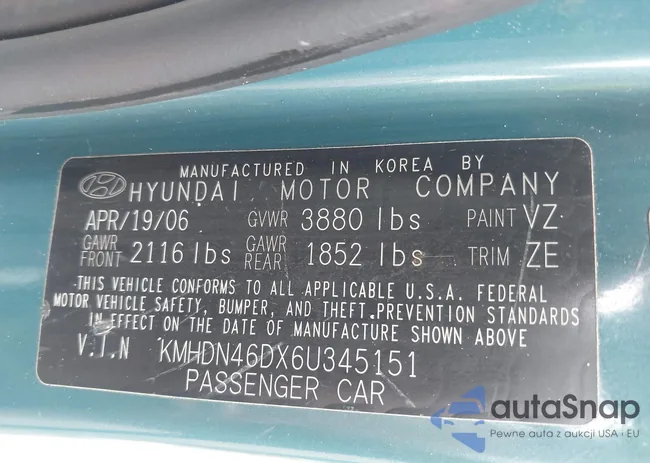 MANUFACTURED IN KOREA BY
HYUNDAI MOTOR COMPANY
APR/19/06 GVWR 3880 lbs PAINT VZ
GAWR FRONT 2116 lbs GAWR REAR 1852 lbs TRIM ZE
THIS VEHICLE CONFORMS TO ALL APPLICABLE U.S.A. FEDERAL
MOTOR VEHICLE SAFETY, BUMPER, AND THEFT PREVENTION STANDARDS
IN EFFECT ON THE DATE OF MANUFACTURE SHOWN ABOVE
V.I.N KMHDN46DX6U345151
PASSENGER CAR
autaSnap
Pewne auta z aukcji USA i EU